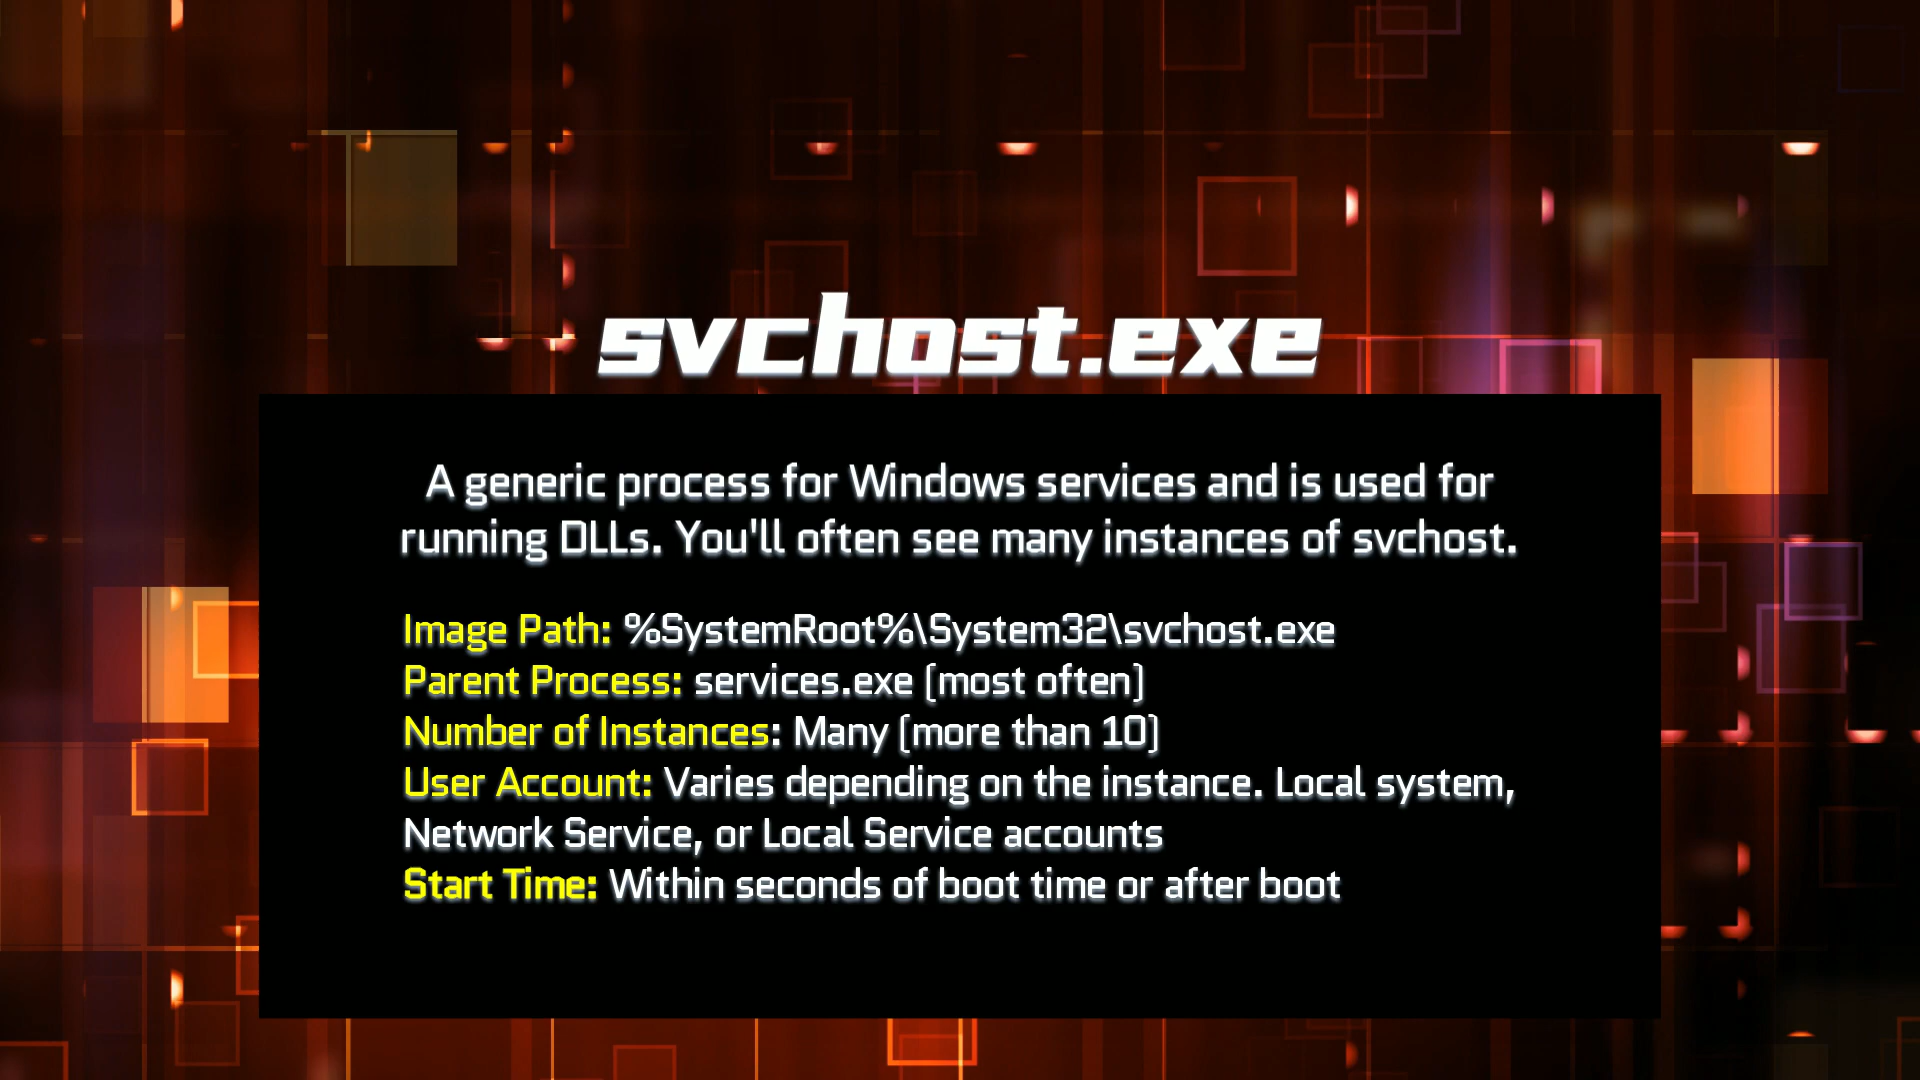 svchost.exe
A generic process for Windows services and is used for
running DLLs. You'll often see many instances of svchost.
Image Path: %SystemRoot%\System32\svchost.exe
Parent Process: services.exe (most often)
Number of Instances: Many (more than 10)
User Account: Varies depending on the instance. Local system,
Network Service, or Local Service accounts
Start Time: Within seconds of boot time or after boot